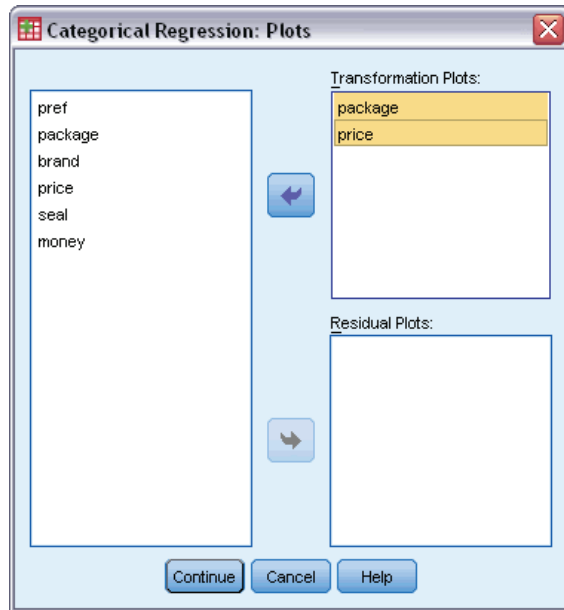 Categorical Regression: Plots
pref
package
brand
price
seal
money
Transformation Plots:
package
price
Residual Plots:
Continue
Cancel
Help